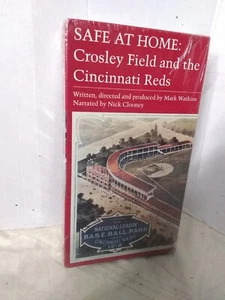 SAFE AT HOME:
Crosley Field and the
Cincinnati Reds
Written, directed and produced by Mark Watkins
Narrated by Nick Clooney
NATIONAL LEAGUE
BASE BALL PARK